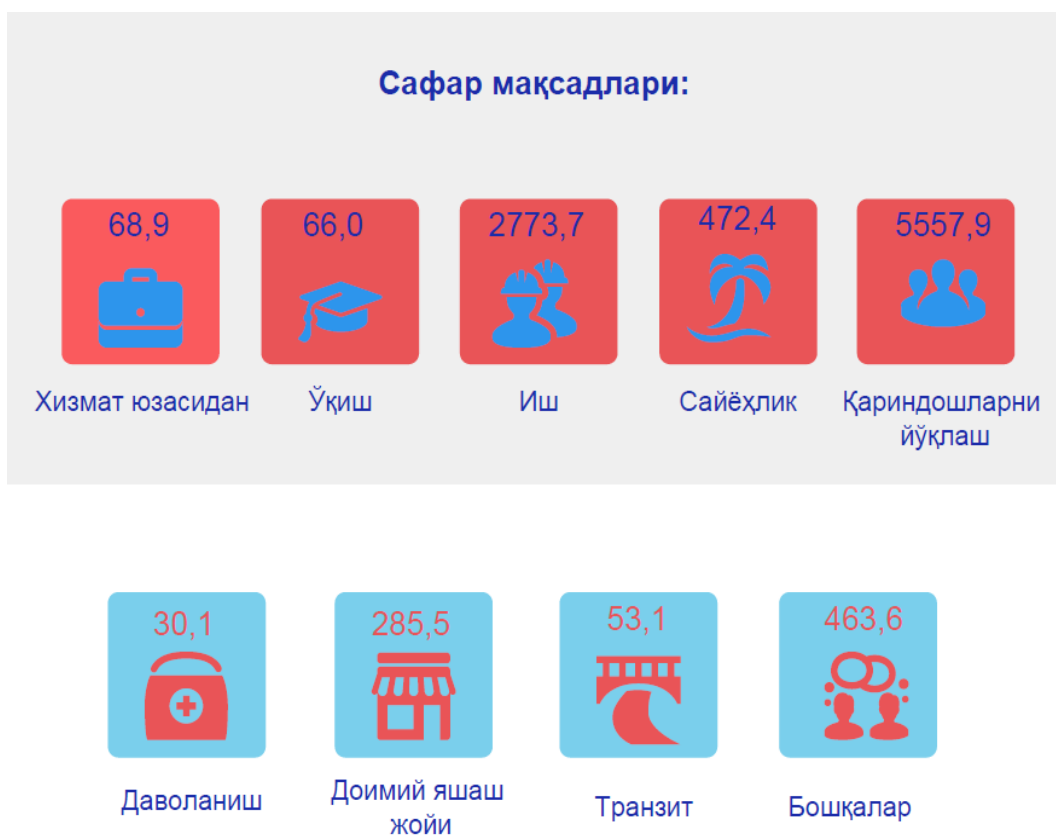 Сафар мақсадлари:
68,9
66,0
2773,7
472,4
5557,9
Хизмат юзасидан
Ўқиш
Иш
Сайёҳлик
Қариндошларни
йўқлаш
30,1
285,5
53,1
463,6
Даволаниш
Доимий яшаш
жойи
Транзит
Бошқалар